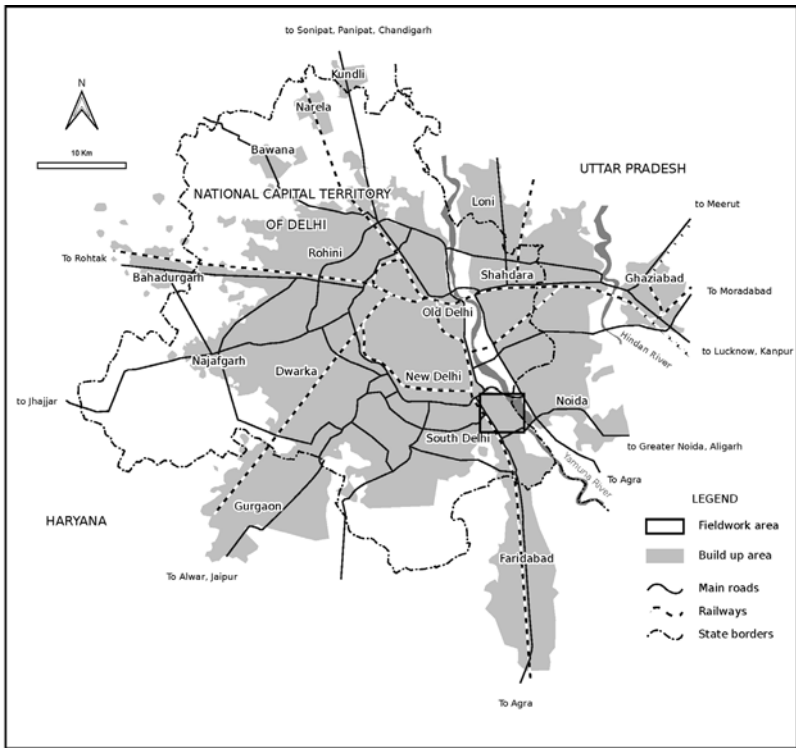 to Sonipat, Panipat, Chandigarh
Kundli
N
Narela
10 Km
Bawana
UTTAR PRADESH
NATIONAL CAPITAL TERRITORY
OF DELHI
Loni
to Meerut
Rohini
To Rohtak
Shahdara
Ghaziabad
Bahadurgarh
To Moradabad
Old Delhi
Hindan River
to Lucknow, Kanpur
Najafgarh
Dwarka
New Delhi
Noida
to Jhajjar
South Delhi
to Greater Noida, Aligarh
Yamuna River
To Agra
LEGEND
Gurgaon
HARYANA
Fieldwork area
Build up area
Faridabad
To Alwar, Jaipur
Main roads
Railways
State borders
To Agra